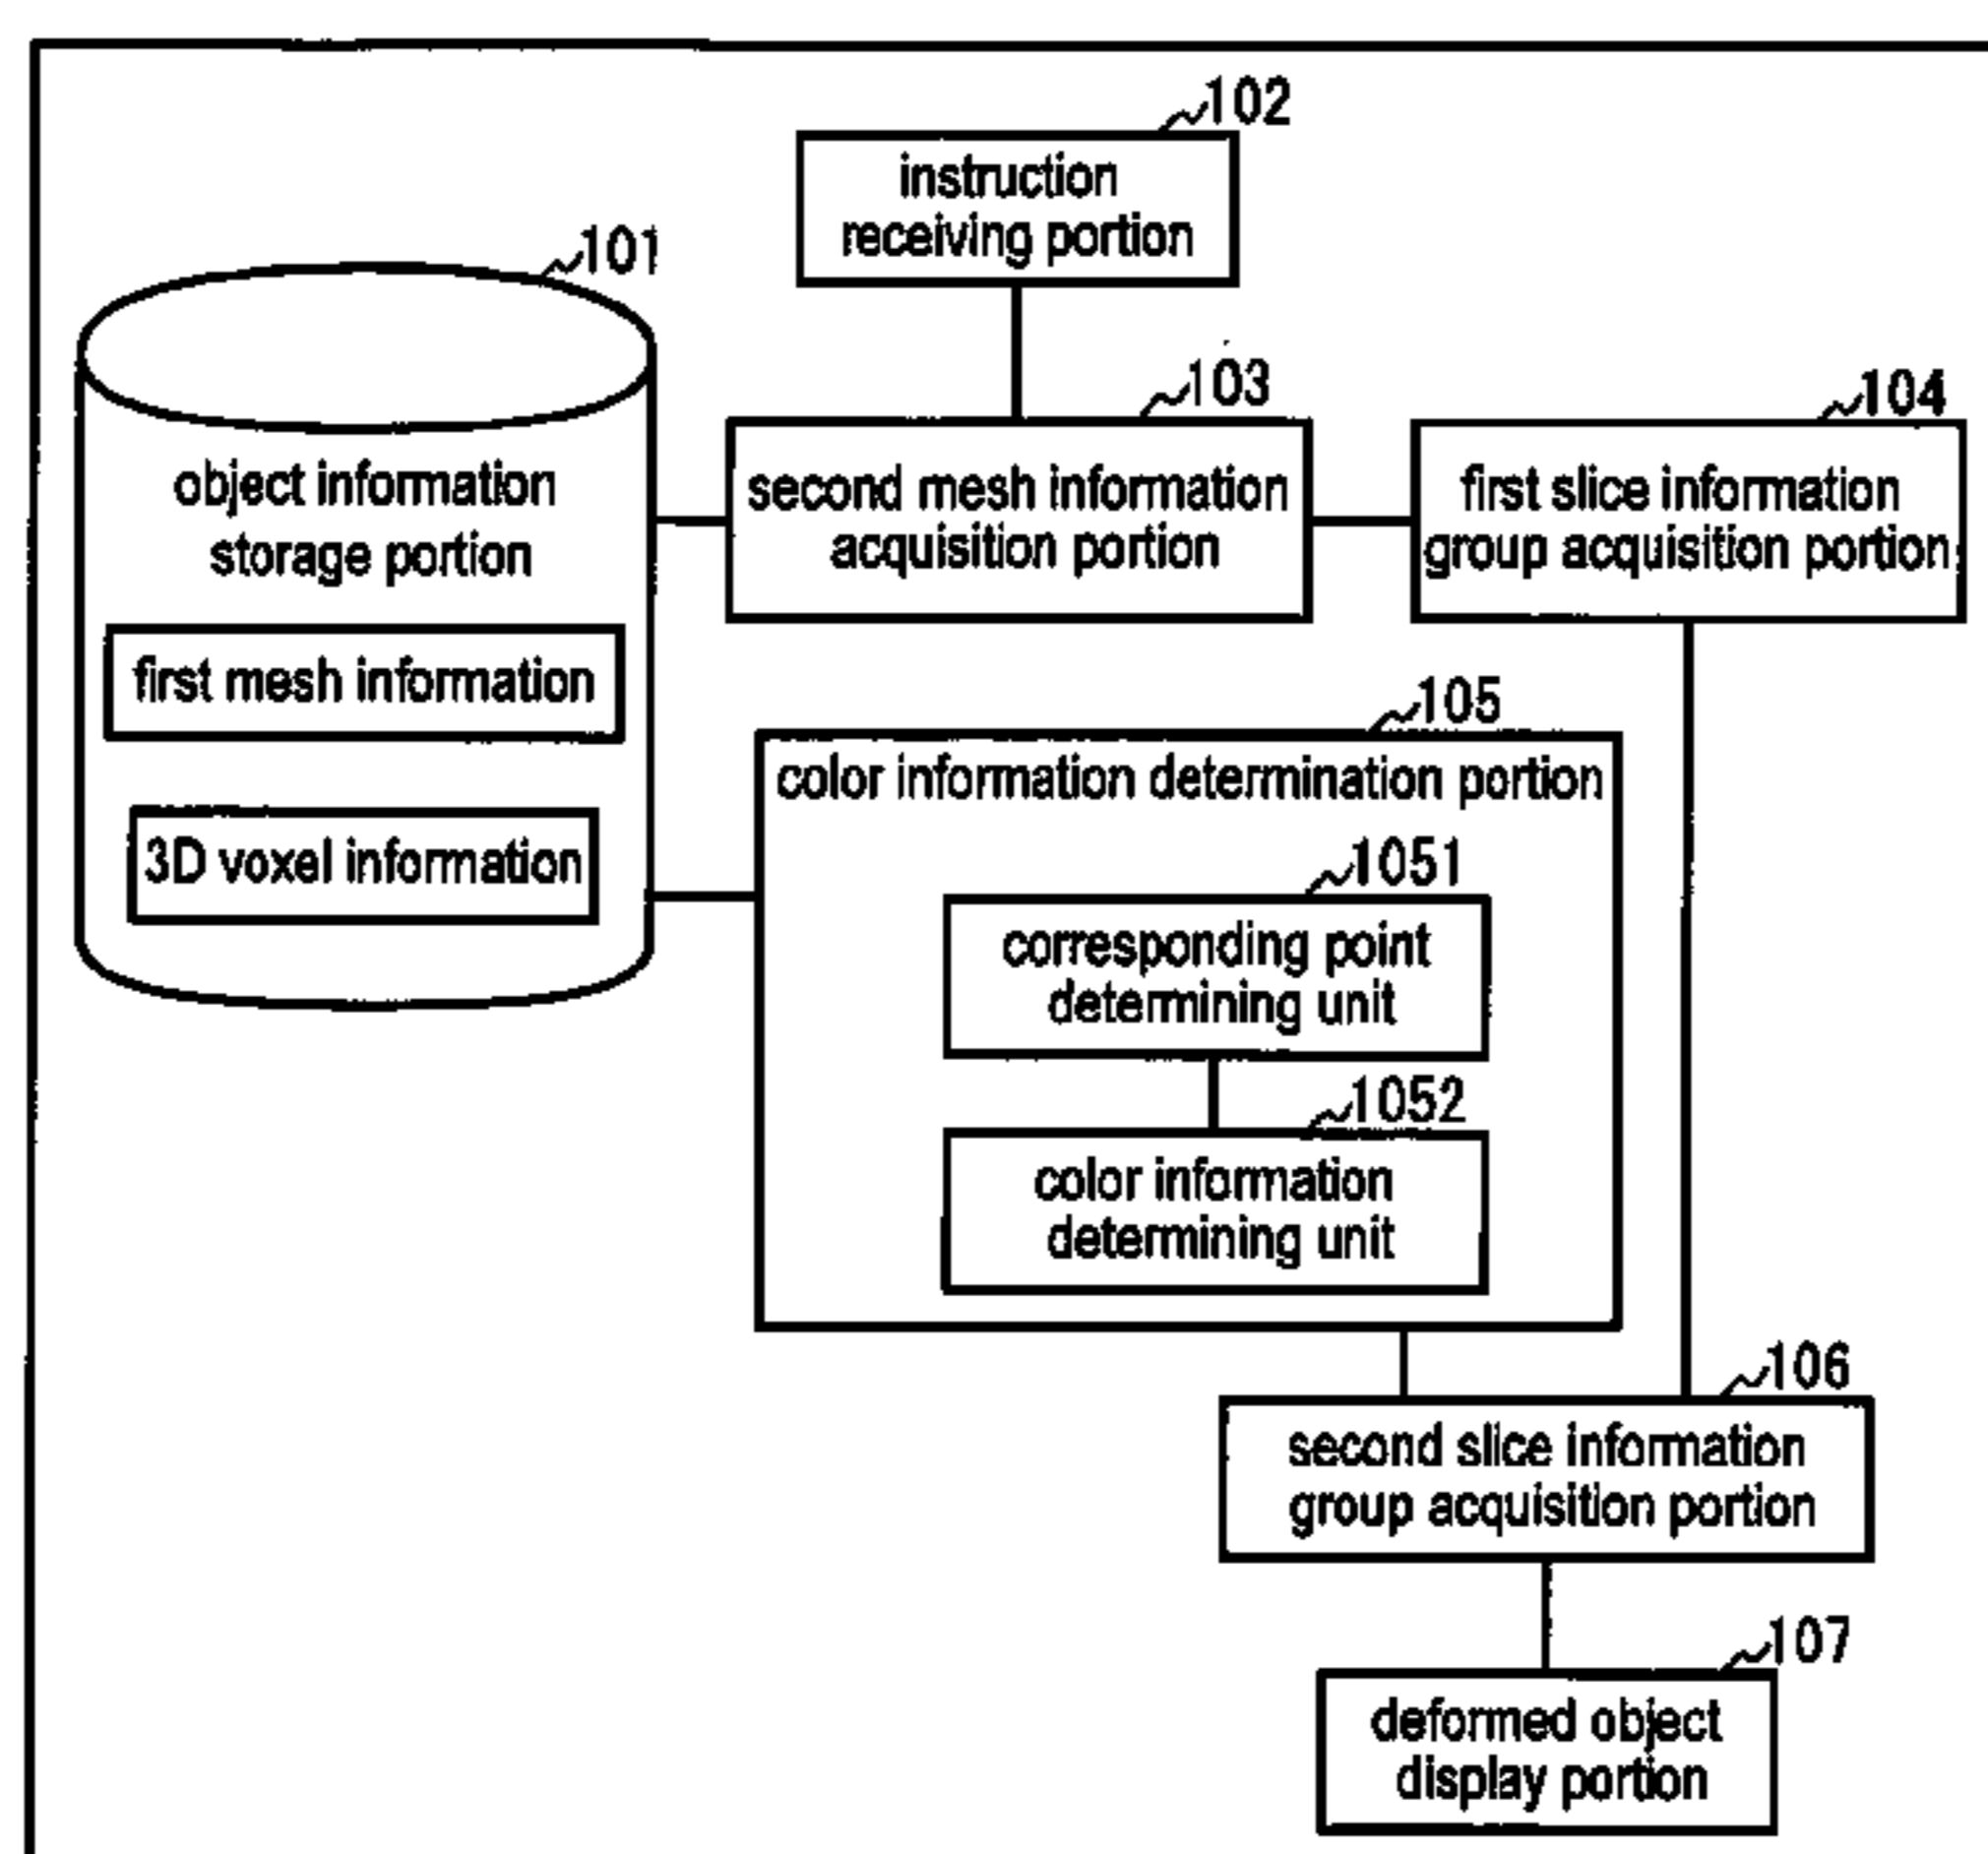 102
instruction
receiving portion
101
object information
storage portion
first mesh information
3D voxel information
103
second mesh information
acquisition portion
104
first slice information
group acquisition portion
105
color information determination portion
1051
corresponding point
determining unit
1052
color information
determining unit
106
second slice information
group acquisition portion
107
deformed object
display portion